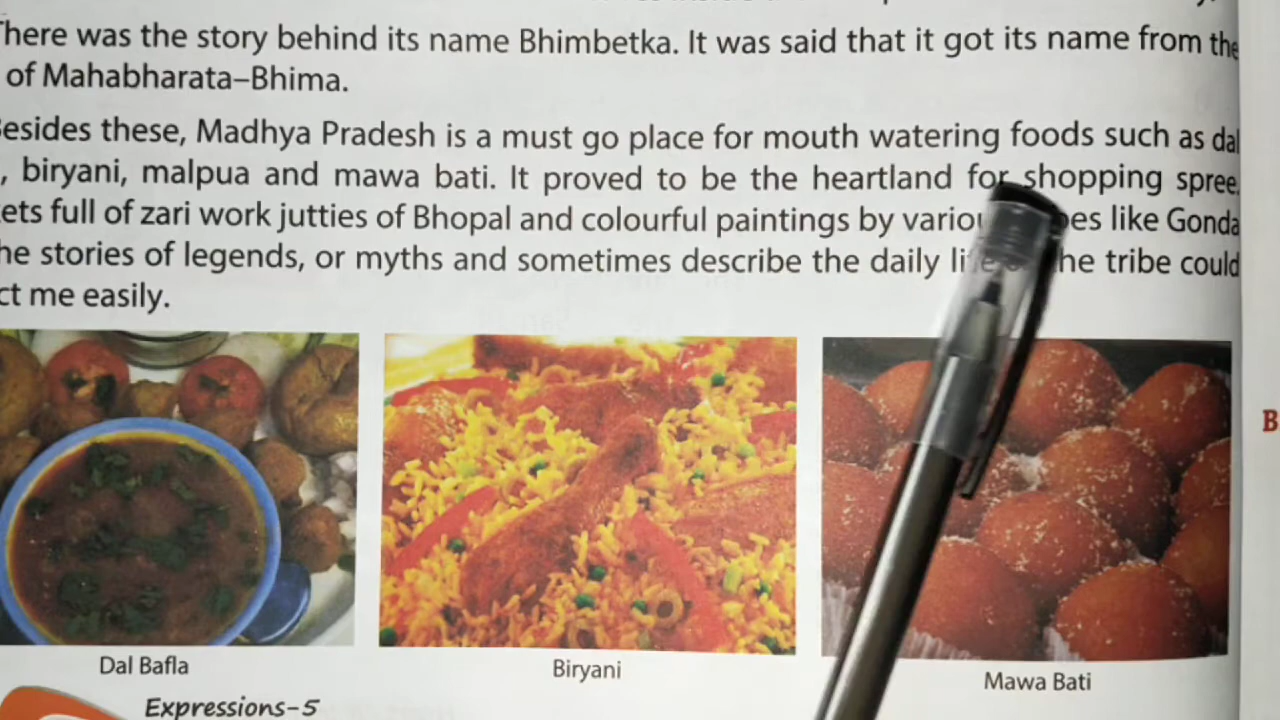 There was the story behind its name Bhimbetka. It was said that it got its name from the
of Mahabharata–Bhima.
Besides these, Madhya Pradesh is a must go place for mouth watering foods such as dal
, biryani, malpua and mawa bati. It proved to be the heartland for shopping spree.
ets full of zari work jutties of Bhopal and colourful paintings by like Gonda
he stories of legends, or myths and sometimes describe the daily the tribe could
ct me easily.
Dal Bafla
Biryani
Mawa Bati
Expressions-5
B